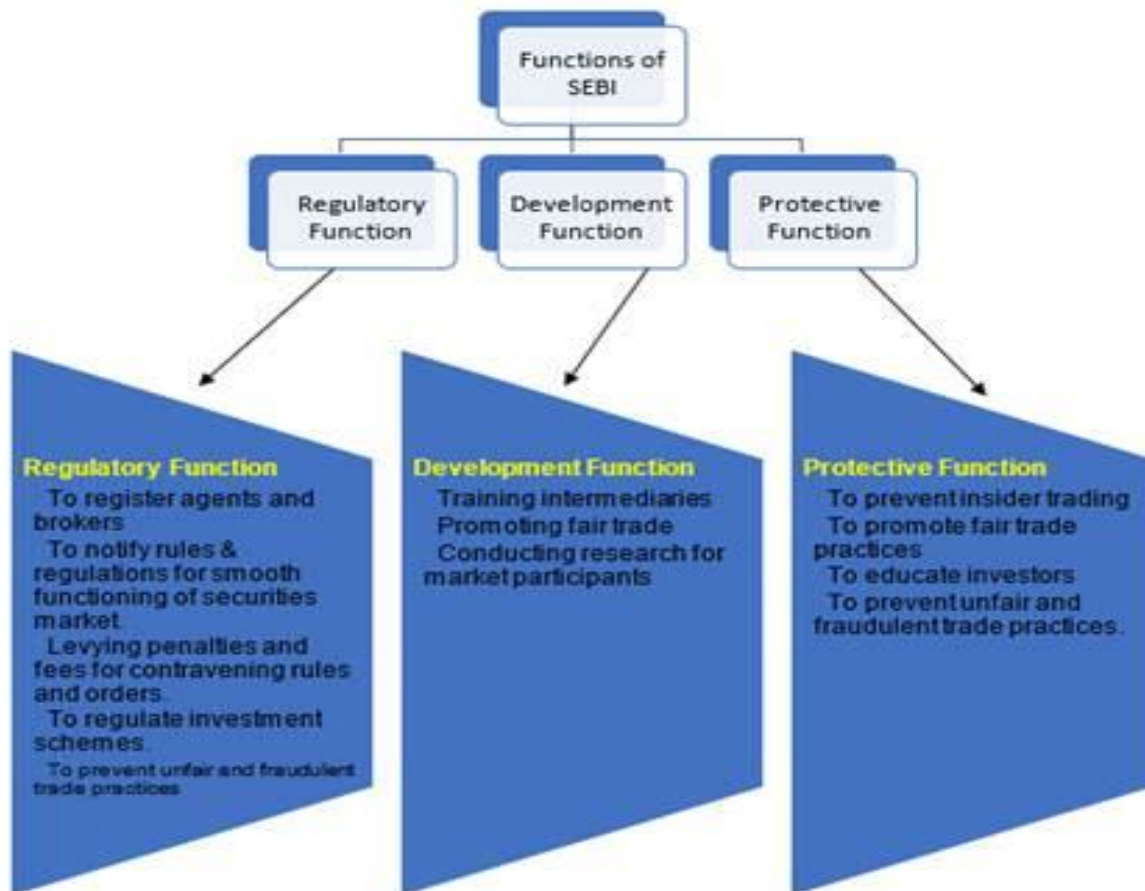 Functions of
SEBI
Regulatory
Function
Development
Function
Protective
Function
Regulatory Function
To register agents and
brokers
To notify rules &
regulations for smooth
functioning of securities
market.
Levying penalties and
fees for contravening rules
and orders.
To regulate investment
schemes.
To prevent unfair and fraudulent
trade practices
Development Function
Training intermediaries
Promoting fair trade
Conducting research for
market participants
Protective Function
To prevent insider trading
To promote fair trade
practices
To educate investors
To prevent unfair and
fraudulent trade practices.